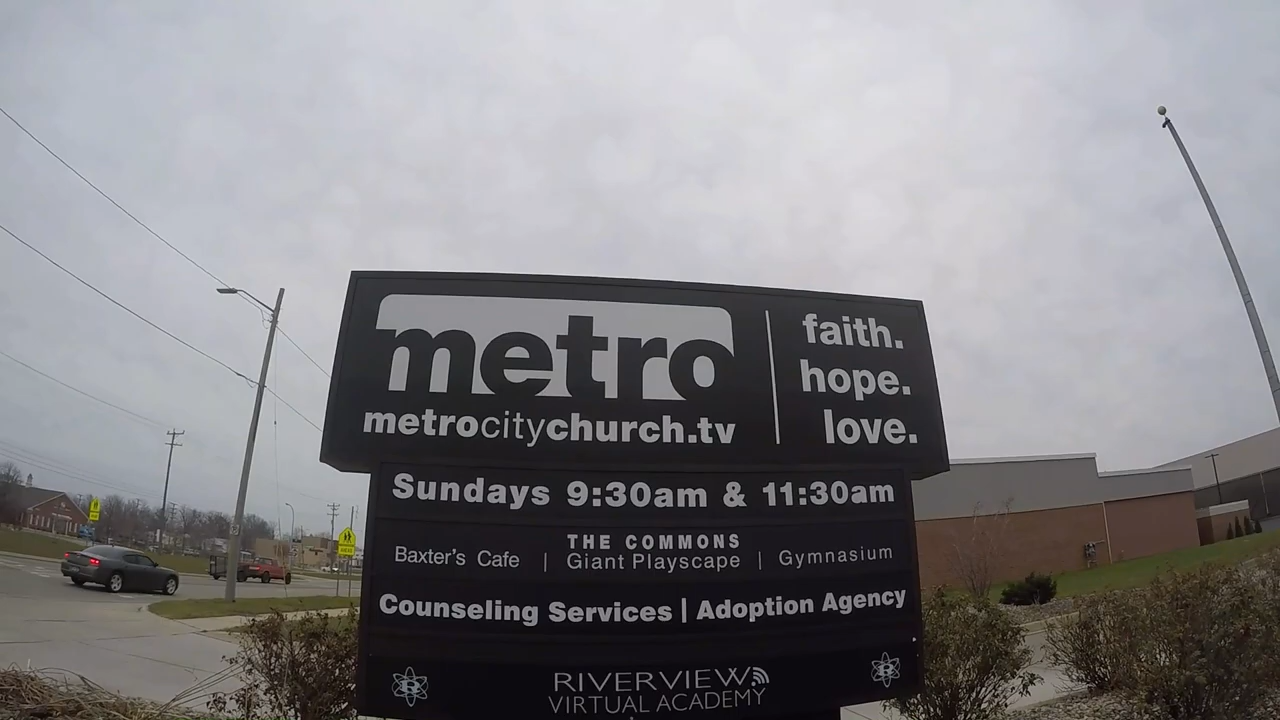 metro
metrocitychurch.tv
faith.
hope.
love.
Sundays 9:30am & 11:30am
THE COMMONS
Baxter's Cafe | Giant Playscape | Gymnasium
Counseling Services | Adoption Agency
R
RIVERVIEW
VIRTUAL ACADEMY
R